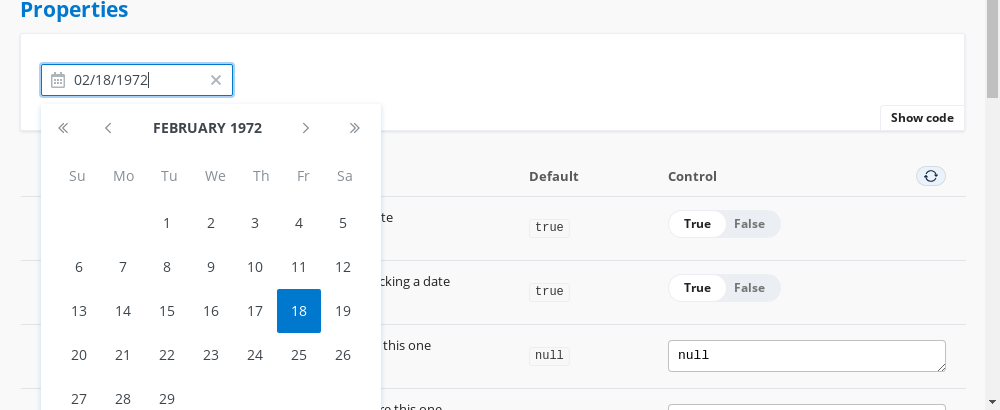 Properties
02/18/1972
Show code
FEBRUARY 1972
Su Mo Tu We Th Fr Sa
1 2 3 4 5
6 7 8 9 10 11 12
13 14 15 16 17 18 19
20 21 22 23 24 25 26
27 28 29
Default Control
true True False
cking a date true True False
this one null null
this one